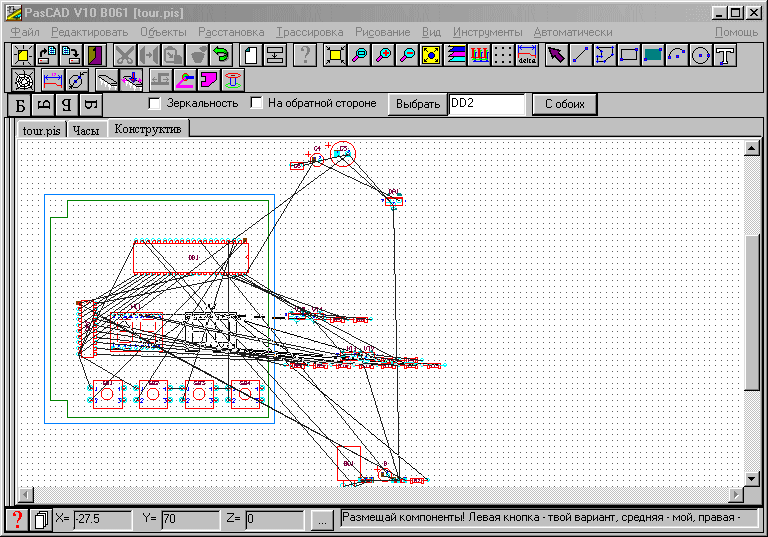 PasCAD V10 B061 [tour.pis]
Файл Редактировать Объекты Расстановка Трассировка Рисование Вид Инструменты Автоматически Помощь
delta
Зеркальность На обратной стороне Выбрать DD2 С обоих
tour.pis Часы Конструктив
X= -27.5 Y= 70 Z= 0 ... Размещай компоненты! Левая кнопка - твой вариант, средняя - мой, правая -